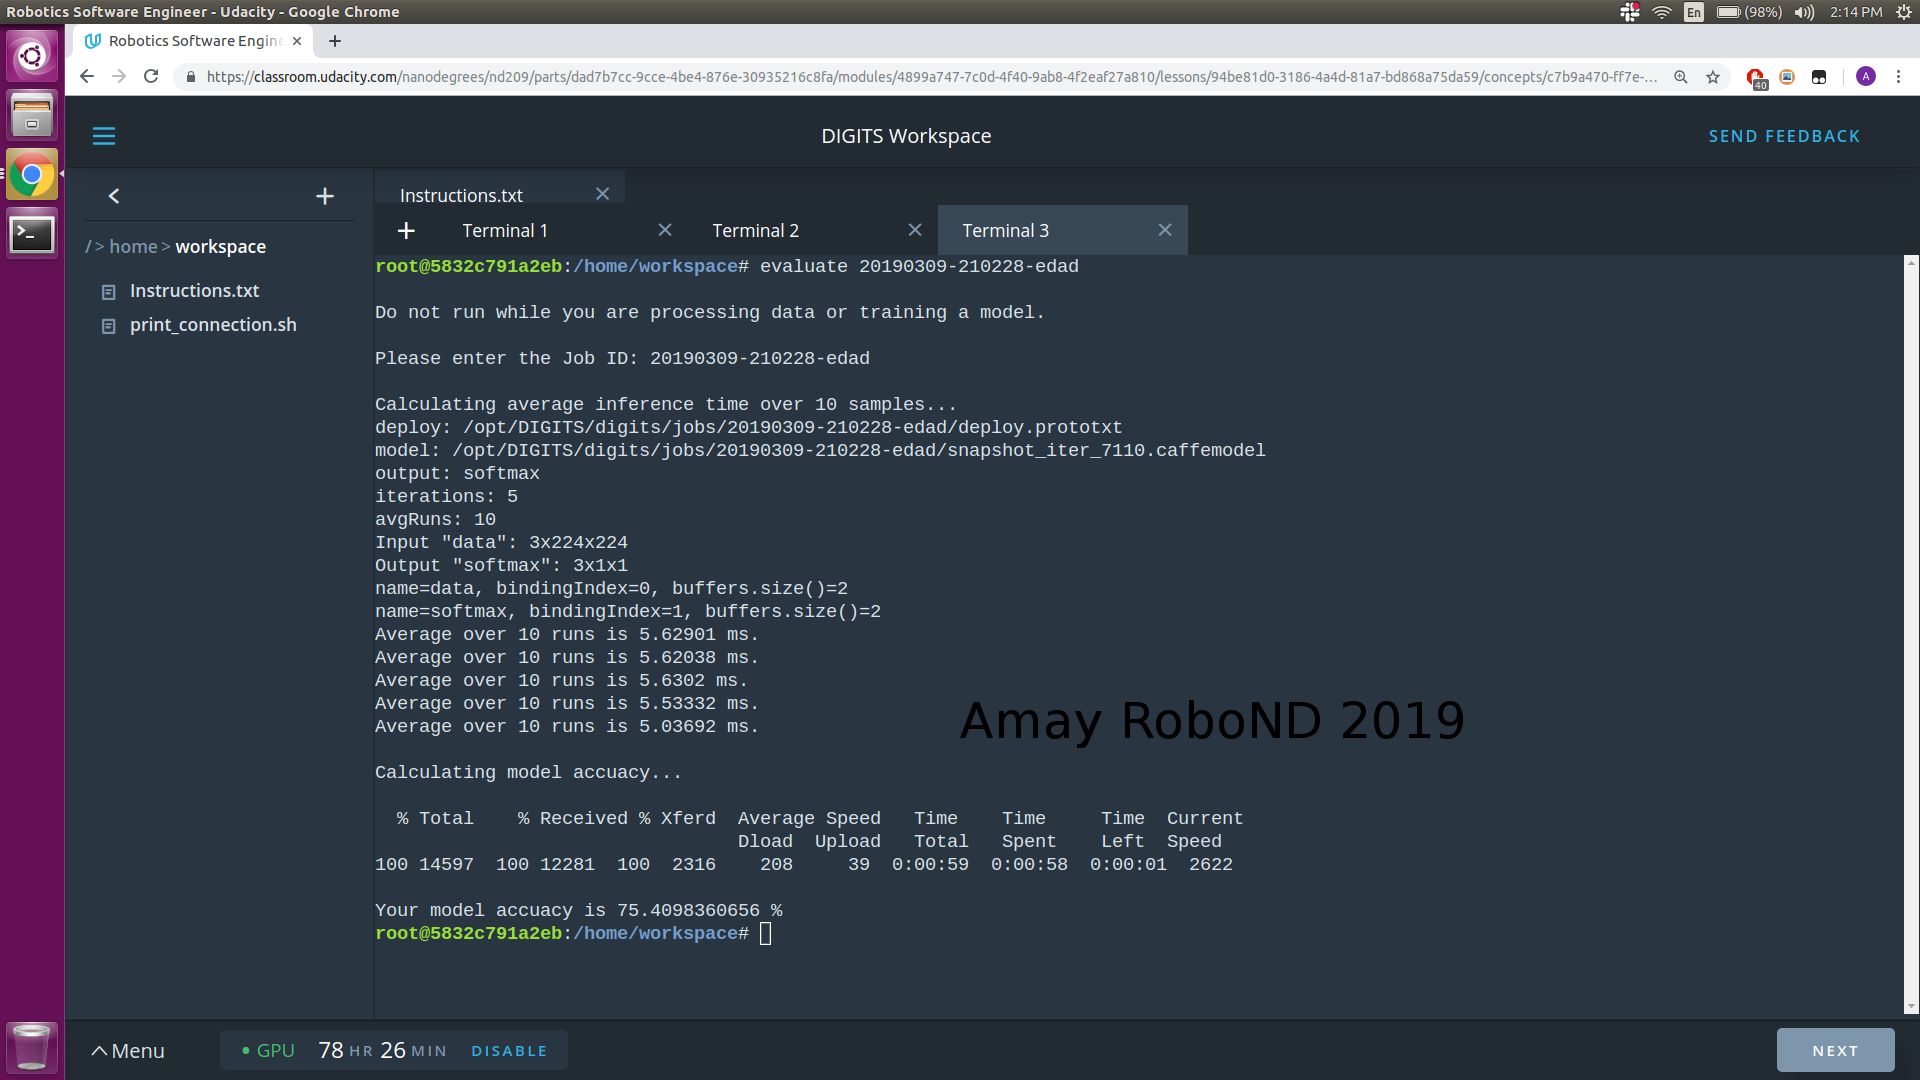 Robotics Software Engineer - Udacity - Google Chrome
En (98%) 2:14 PM
Robotics Software Engine
https://classroom.udacity.com/nanodegrees/nd209/parts/dad7b7cc-9cce-4be4-876e-30935216c8fa/modules/4899a747-7c0d-4f40-9ab8-4f2eaf27a810/lessons/94be81d0-3186-4a4d-81a7-bd868a75da59/concepts/c7b9a470-ff7e-...
40 A
DIGITS Workspace
SEND FEEDBACK
Instructions.txt
Terminal 1 Terminal 2 Terminal 3
/ > home > workspace
Instructions.txt
print_connection.sh
root@5832c791a2eb:/home/workspace# evaluate 20190309-210228-edad
Do not run while you are processing data or training a model.
Please enter the Job ID: 20190309-210228-edad
Calculating average inference time over 10 samples...
deploy: /opt/DIGITS/digits/jobs/20190309-210228-edad/deploy.prototxt
model: /opt/DIGITS/digits/jobs/20190309-210228-edad/snapshot_iter_7110.caffemodel
output: softmax
iterations: 5
avgRuns: 10
Input "data": 3x224x224
Output "softmax": 3x1x1
name=data, bindingIndex=0, buffers.size()=2
name=softmax, bindingIndex=1, buffers.size()=2
Average over 10 runs is 5.62901 ms.
Average over 10 runs is 5.62038 ms.
Average over 10 runs is 5.6302 ms.
Average over 10 runs is 5.53332 ms.
Average over 10 runs is 5.03692 ms.
Amay RoboND 2019
Calculating model accuacy...
% Total % Received % Xferd Average Speed Time Time Time Current
Dload Upload Total Spent Left Speed
100 14597 100 12281 100 2316 208 39 0:00:59 0:00:58 0:00:01 2622
Your model accuacy is 75.4098360656 %
root@5832c791a2eb:/home/workspace#
Menu
GPU 78 HR 26 MIN DISABLE
NEXT